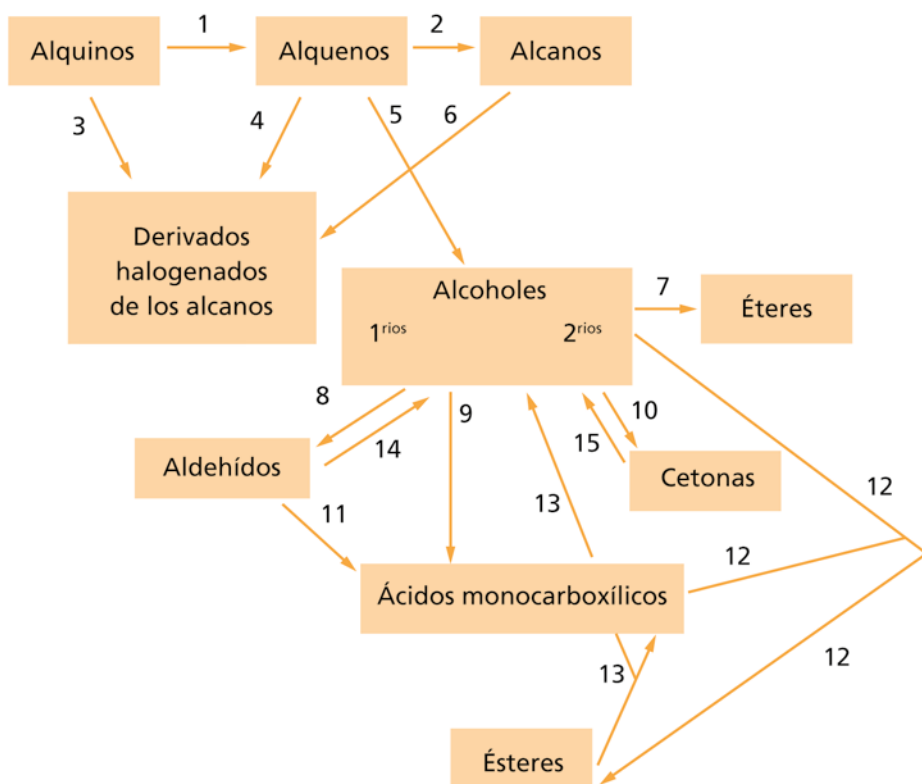 1
2
Alquinos
Alquenos
Alcanos
3
4
5
6
Derivados
halogenados
de los alcanos
Alcoholes
1rios
2rios
7
Éteres
8
9
10
14
15
Aldehídos
Cetonas
11
13
12
12
Ácidos monocarboxílicos
13
12
Ésteres